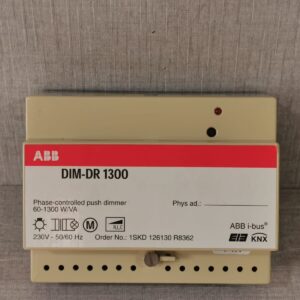 ABB
DIM-DR 1300
Phase-controlled push dimmer
60-1300 W/VA
Phys ad.:
M
R,L,C
ABB i-bus®
230V - 50/60 Hz
Order No.: 1SKD 126130 R8362
EIB KNX